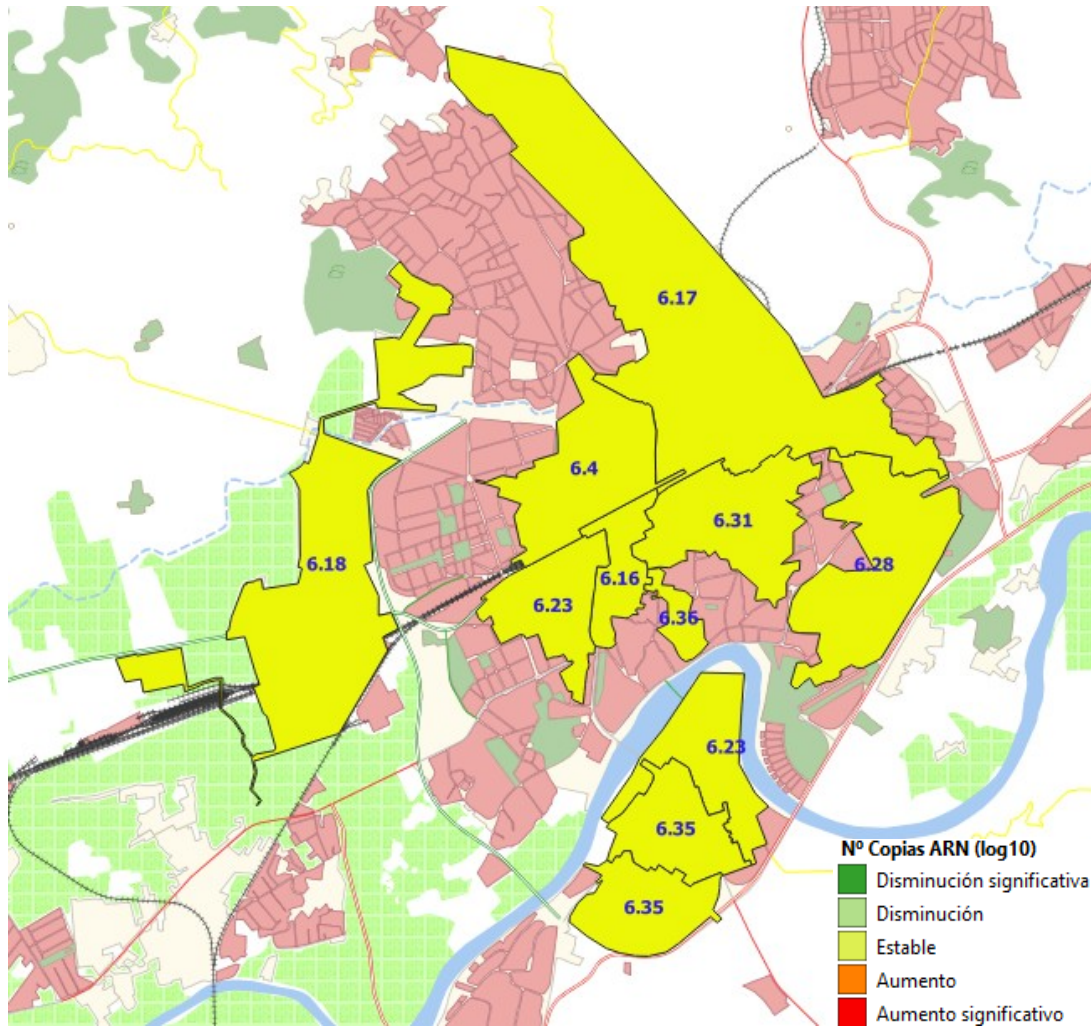 6.17
6.4
6.31
6.18
6.16
6.28
6.23
6.36
6.23
6.35
6.35
Nº Copias ARN (log10)
Disminución significativa
Disminución
Estable
Aumento
Aumento significativo